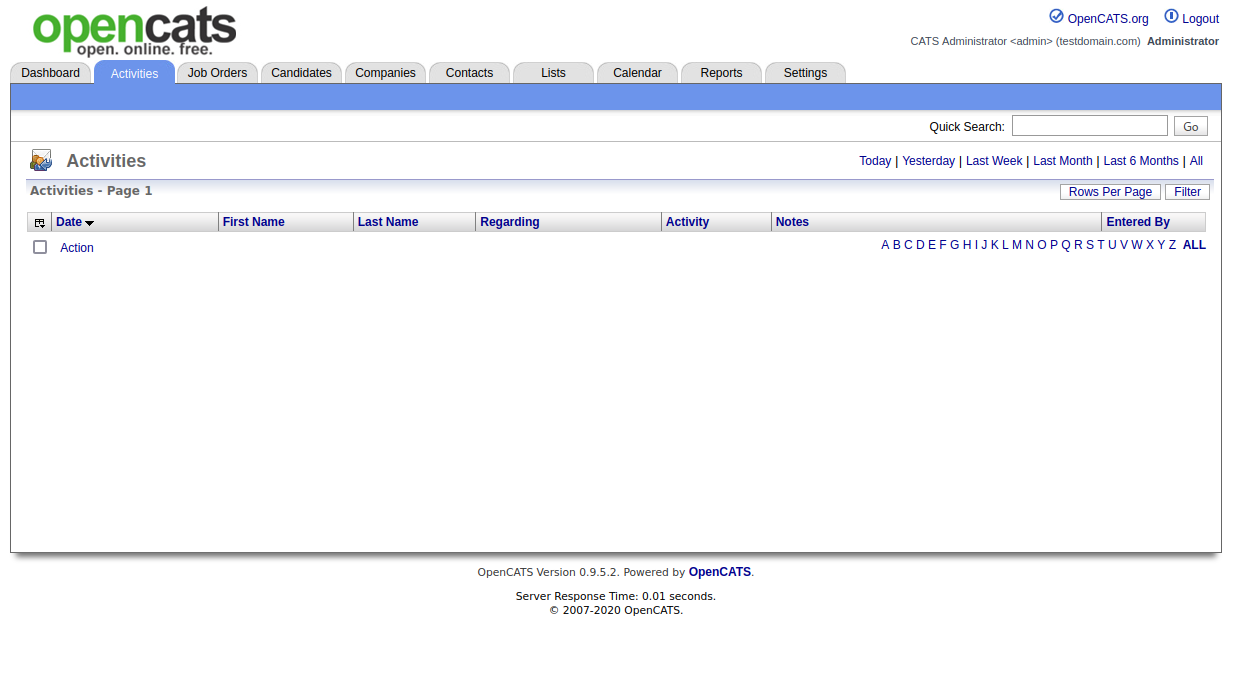 opencats
open. online. free.
OpenCATS.org Logout
CATS Administrator <admin> (testdomain.com) Administrator
Dashboard Activities Job Orders Candidates Companies Contacts Lists Calendar Reports Settings
Quick Search: Go
Activities Today | Yesterday | Last Week | Last Month | Last 6 Months | All
Activities - Page 1 Rows Per Page Filter
Date First Name Last Name Regarding Activity Notes Entered By
Action A B C D E F G H I J K L M N O P Q R S T U V W X Y Z ALL
OpenCATS Version 0.9.5.2. Powered by OpenCATS.
Server Response Time: 0.01 seconds.
© 2007-2020 OpenCATS.